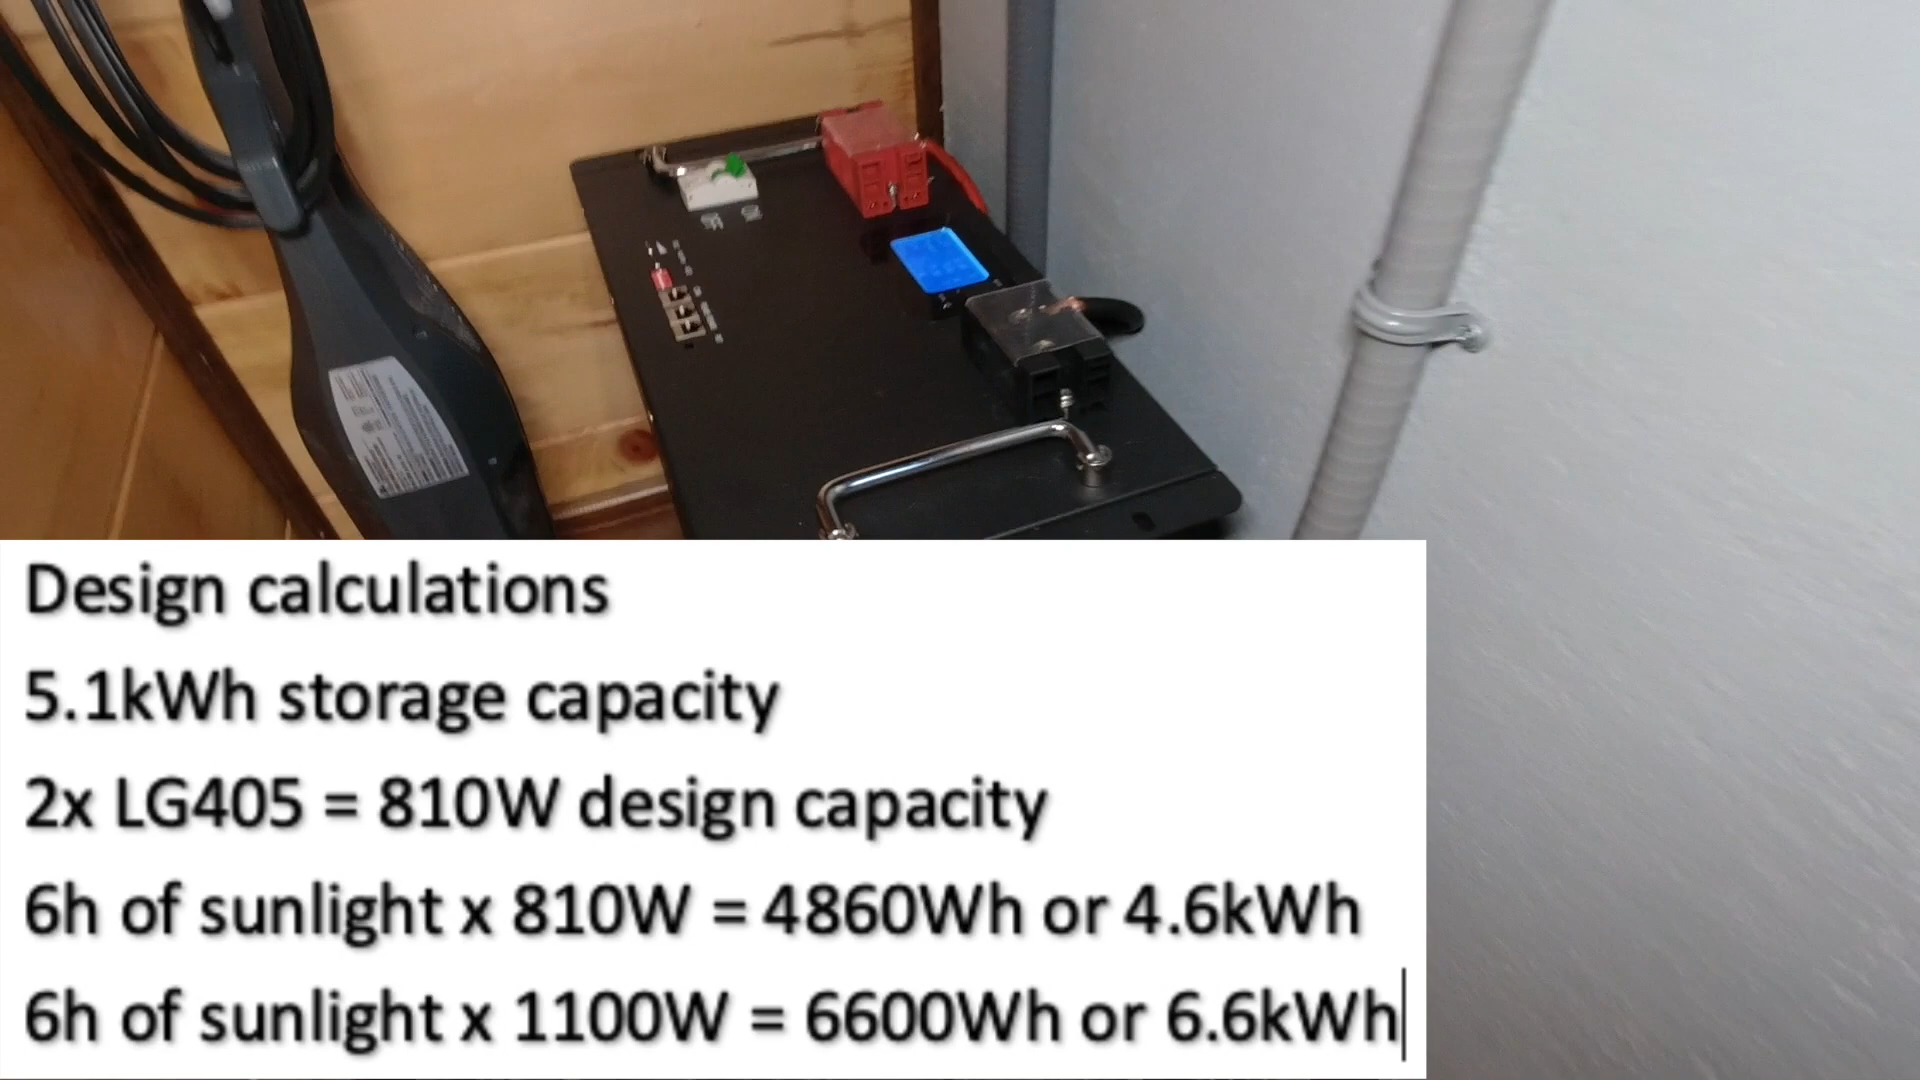 Design calculations
5.1kWh storage capacity
2x LG405 = 810W design capacity
6h of sunlight x 810W = 4860Wh or 4.6kWh
6h of sunlight x 1100W = 6600Wh or 6.6kWh